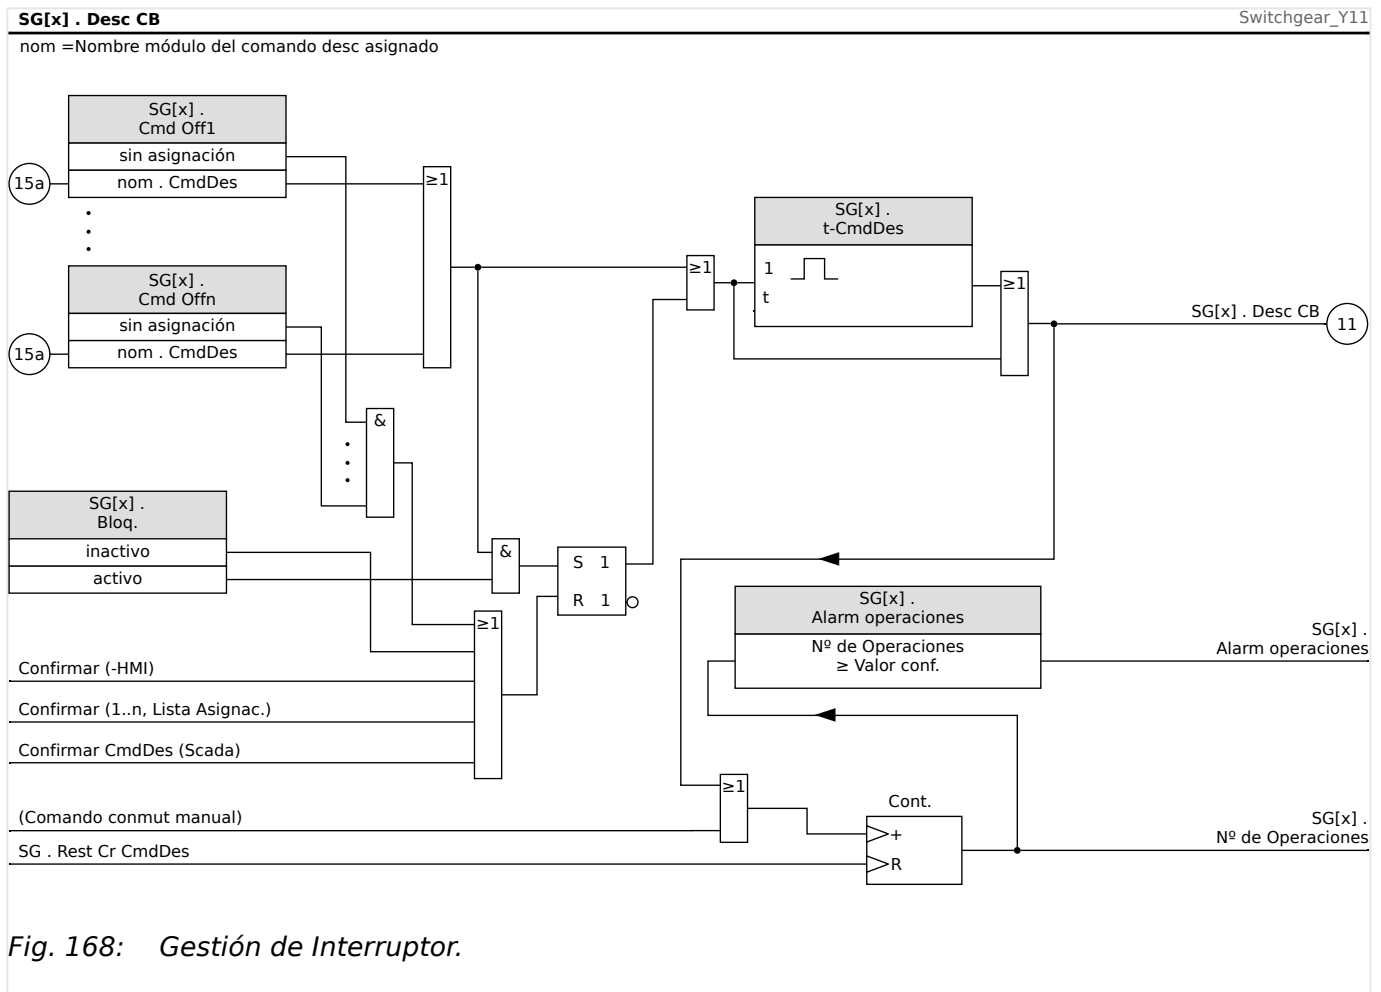 SG[x] . Desc CB
Switchgear_Y11
nom =Nombre módulo del comando desc asignado
SG[x] .
Cmd Off1
sin asignación
15a
nom . CmdDes
≥1
SG[x] .
t-CmdDes
1
t
≥1
≥1
SG[x] .
Cmd Offn
sin asignación
15a
nom . CmdDes
SG[x] . Desc CB
11
&
SG[x] .
Bloq.
inactivo
activo
&
S 1
R 1
≥1
SG[x] .
Alarm operaciones
Nº de Operaciones
≥ Valor conf.
SG[x] .
Alarm operaciones
Confirmar (-HMI)
Confirmar (1..n, Lista Asignac.)
Confirmar CmdDes (Scada)
≥1
(Comando conmut manual)
SG . Rest Cr CmdDes
Cont.
+
R
SG[x] .
Nº de Operaciones
Fig. 168: Gestión de Interruptor.